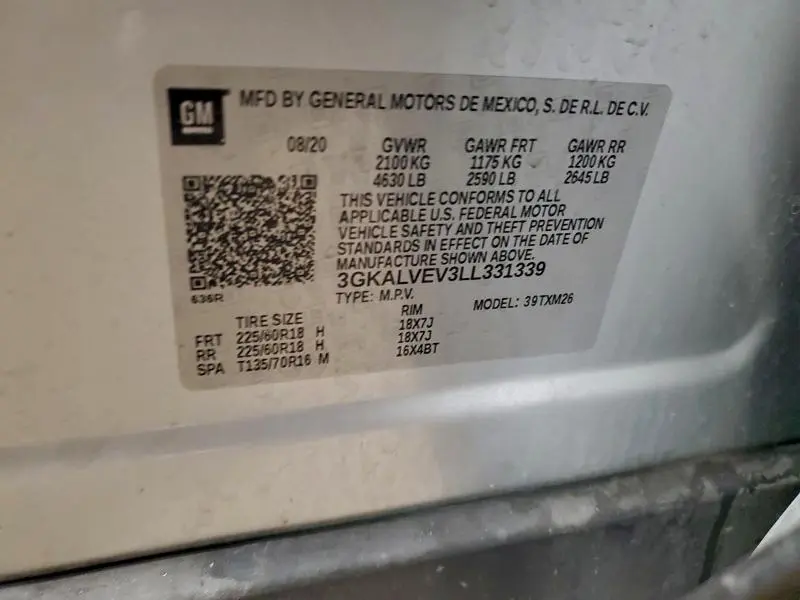 GM
MFD BY GENERAL MOTORS DE MEXICO, S. DE R.L. DE C.V.
08/20 GVWR GAWR FRT GAWR RR
2100 KG 1175 KG 1200 KG
4630 LB 2590 LB 2645 LB
THIS VEHICLE CONFORMS TO ALL
APPLICABLE U.S. FEDERAL MOTOR
VEHICLE SAFETY AND THEFT PREVENTION
STANDARDS IN EFFECT ON THE DATE OF
MANUFACTURE SHOWN ABOVE.
3GKALVEV3LL331339
636R
TYPE: M.P.V. MODEL: 39TXM26
TIRE SIZE RIM
FRT 225/60R18 H 18X7J
RR 225/60R18 H 18X7J
SPA T135/70R16 M 16X4BT